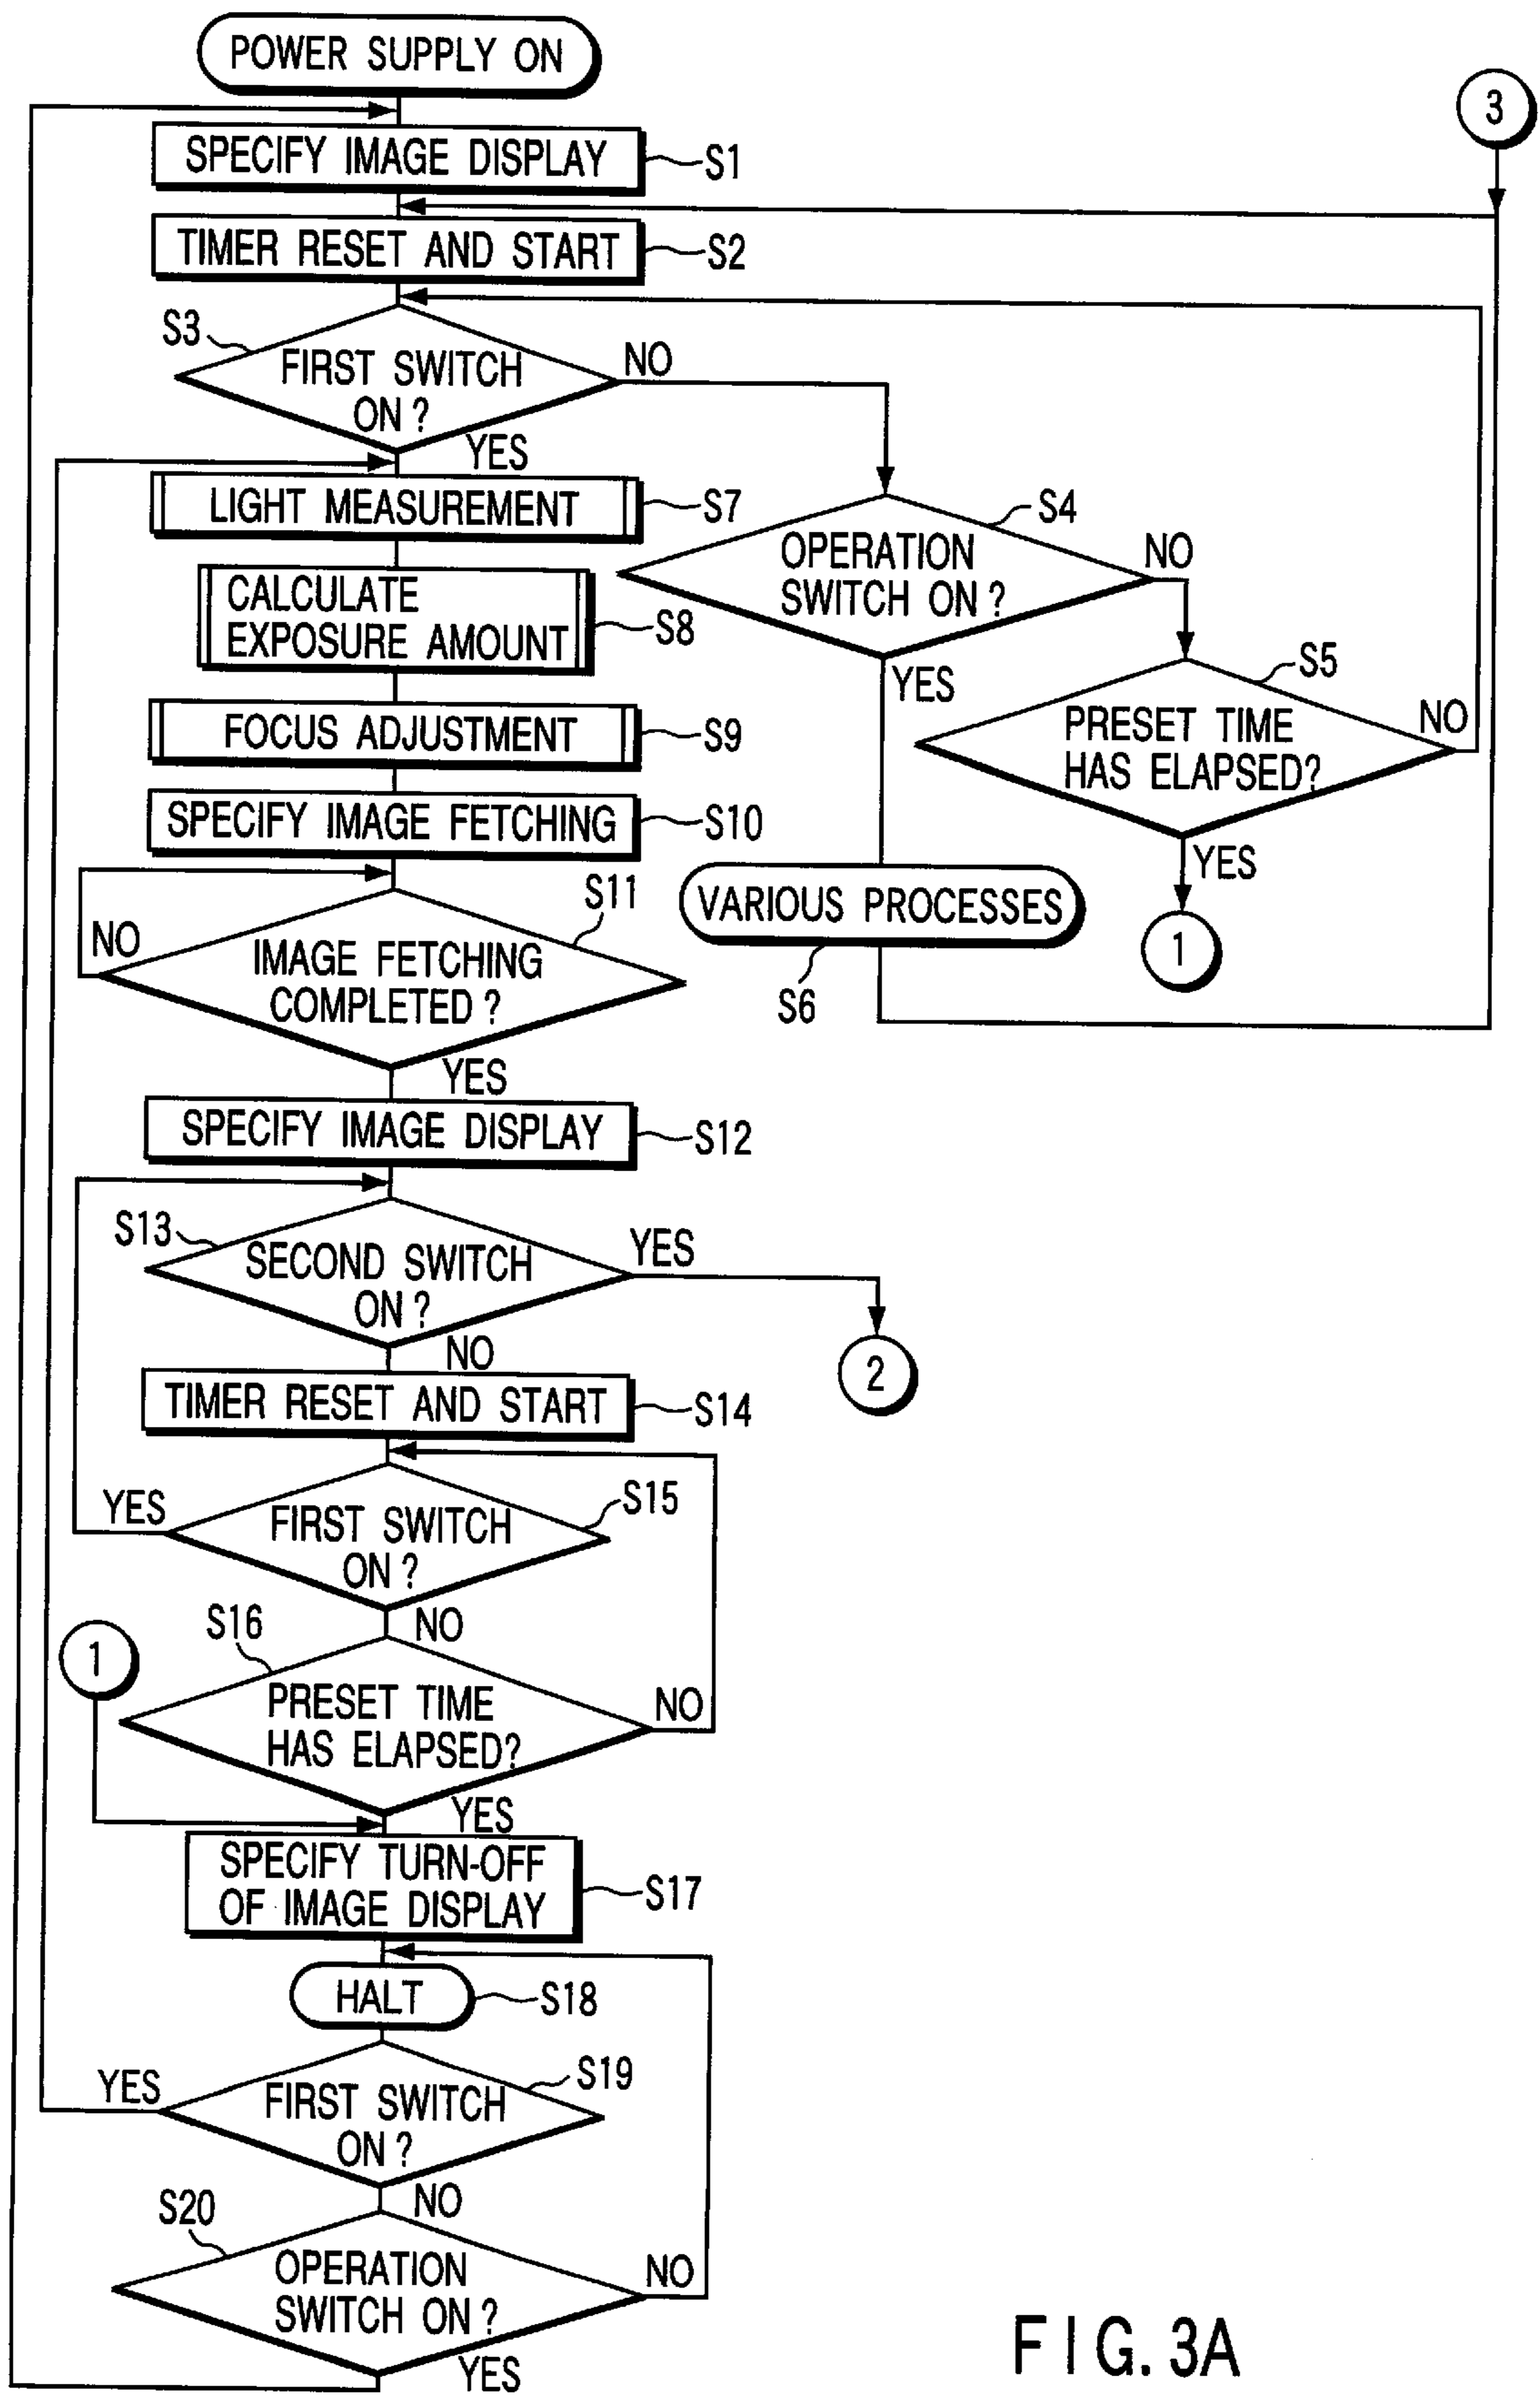 POWER SUPPLY ON
3
SPECIFY IMAGE DISPLAY
S1
TIMER RESET AND START
S2
S3
FIRST SWITCH
ON?
NO
YES
LIGHT MEASUREMENT
S7
S4
OPERATION
SWITCH ON?
NO
YES
CALCULATE
EXPOSURE AMOUNT
S8
S5
PRESET TIME
HAS ELAPSED?
NO
YES
1
FOCUS ADJUSTMENT
S9
SPECIFY IMAGE FETCHING
S10
VARIOUS PROCESSES
S6
S11
NO
IMAGE FETCHING
COMPLETED?
YES
SPECIFY IMAGE DISPLAY
S12
S13
SECOND SWITCH
ON?
YES
2
NO
TIMER RESET AND START
S14
YES
FIRST SWITCH
ON?
S15
NO
S16
1
PRESET TIME
HAS ELAPSED?
NO
YES
SPECIFY TURN-OFF
OF IMAGE DISPLAY
S17
HALT
S18
YES
FIRST SWITCH
ON?
S19
NO
S20
OPERATION
SWITCH ON?
NO
YES
FIG. 3A